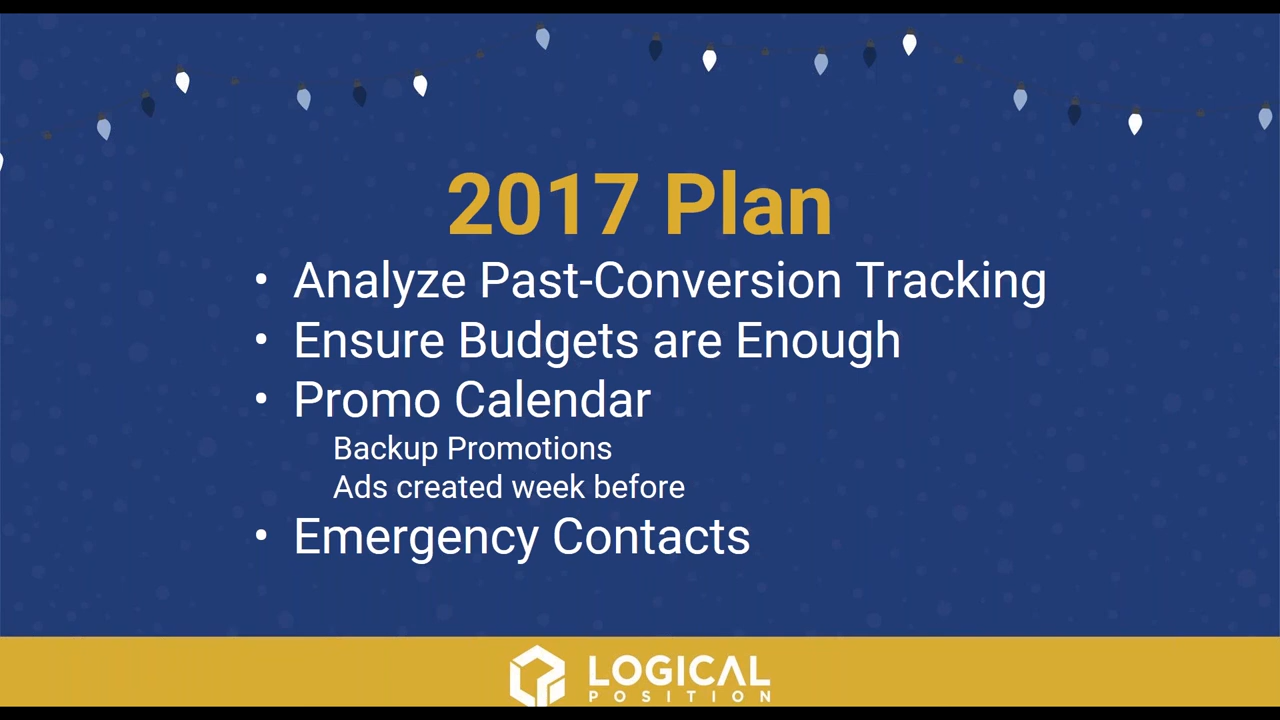 2017 Plan
• Analyze Past-Conversion Tracking
• Ensure Budgets are Enough
• Promo Calendar
Backup Promotions
Ads created week before
• Emergency Contacts
LOGICAL
POSITION